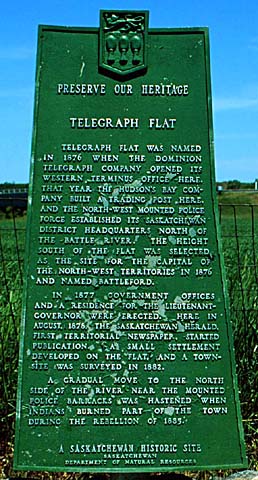 PRESERVE OUR HERITAGE
TELEGRAPH FLAT
TELEGRAPH FLAT WAS NAMED
IN 1876 WHEN THE DOMINION
TELEGRAPH COMPANY OPENED ITS
WESTERN TERMINUS OFFICE HERE.
THAT YEAR THE HUDSON'S BAY COM-
PANY BUILT A TRADING POST HERE,
AND THE NORTH-WEST MOUNTED POLICE
FORCE ESTABLISHED ITS SASKATCHEWAN
DISTRICT HEADQUARTERS NORTH OF
THE BATTLE RIVER. THE HEIGHT
SOUTH OF THE FLAT WAS SELECTED
AS THE SITE FOR THE CAPITAL OF
THE NORTH-WEST TERRITORIES IN 1876
AND NAMED BATTLEFORD.
IN 1877 GOVERNMENT OFFICES
AND A RESIDENCE FOR THE LIEUTENANT-
GOVERNOR WERE ERECTED HERE. IN
AUGUST, 1878, THE SASKATCHEWAN HERALD,
FIRST TERRITORIAL NEWSPAPER, STARTED
PUBLICATION. A SMALL SETTLEMENT
DEVELOPED ON THE FLAT, AND A TOWN-
SITE WAS SURVEYED IN 1882.
A GRADUAL MOVE TO THE NORTH
SIDE OF THE RIVER NEAR THE MOUNTED
POLICE BARRACKS WAS HASTENED WHEN
INDIANS BURNED PART OF THE TOWN
DURING THE REBELLION OF 1885.
A SASKATCHEWAN HISTORIC SITE
SASKATCHEWAN
DEPARTMENT OF NATURAL RESOURCES